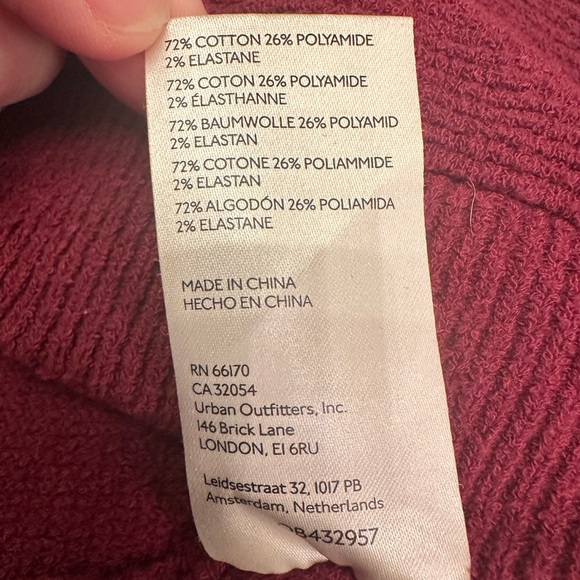 72% COTTON 26% POLYAMIDE
2% ELASTANE
72% COTON 26% POLYAMIDE
2% ÉLASTHANNE
72% BAUMWOLLE 26% POLYAMID
2% ELASTAN
72% COTONE 26% POLIAMMIDE
2% ELASTAN
72% ALGODÓN 26% POLIAMIDA
2% ELASTANE
MADE IN CHINA
HECHO EN CHINA
RN 66170
CA 32054
Urban Outfitters, Inc.
146 Brick Lane
LONDON, E1 6RU
Leidsestraat 32, 1017 PB
Amsterdam, Netherlands
B432957